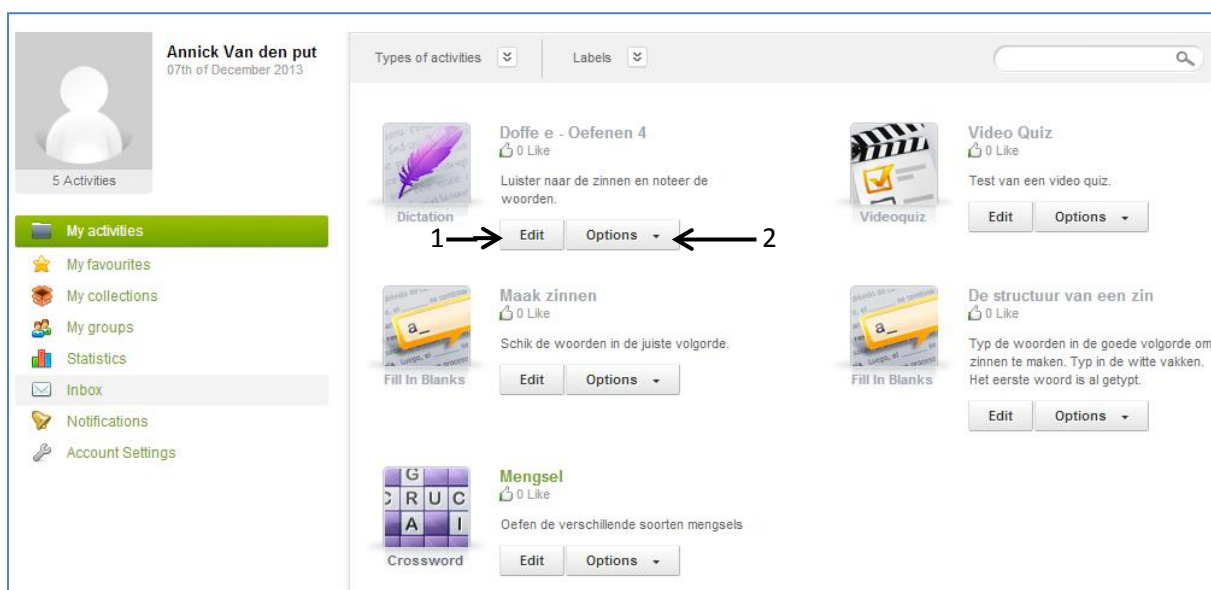 Annick Van den put
07th of December 2013
5 Activities
My activities
My favourites
My collections
My groups
Statistics
Inbox
Notifications
Account Settings
Types of activities
Labels
Dictation
Doffe e - Oefenen 4
0 Like
Luister naar de zinnen en noteer de
woorden.
1 Edit Options 2
Videoquiz
Video Quiz
0 Like
Test van een video quiz.
Edit Options
a_
Fill In Blanks
Maak zinnen
0 Like
Schik de woorden in de juiste volgorde.
Edit Options
a_
Fill In Blanks
De structuur van een zin
0 Like
Typ de woorden in de goede volgorde om
zinnen te maken. Typ in de witte vakken.
Het eerste woord is al getypt.
Edit Options
G
C R U C
A I
Crossword
Mengsel
0 Like
Oefen de verschillende soorten mengsels
Edit Options